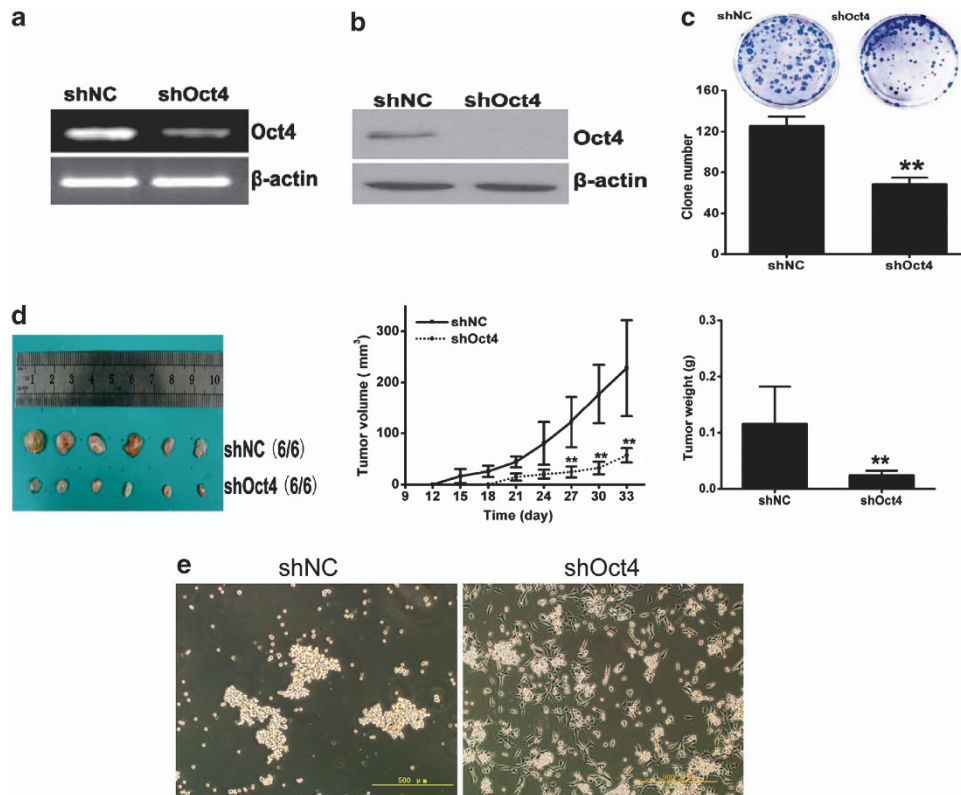 a
shNC shOct4
Oct4
β-actin
b
shNC shOct4
Oct4
β-actin
c
shNC shOct4
Clone number
160
120
80
40
0
**
shNC shOct4
d
1 2 3 4 5 6 7 8 9 10
shNC (6/6)
shOct4 (6/6)
Tumor volume ( mm³)
300
200
100
0
shNC
shOct4
** ** **
9 12 15 18 21 24 27 30 33
Time (day)
Tumor weight (g)
0.3
0.2
0.1
0.0
**
shNC shOct4
e
shNC shOct4
500 μm
500 μm